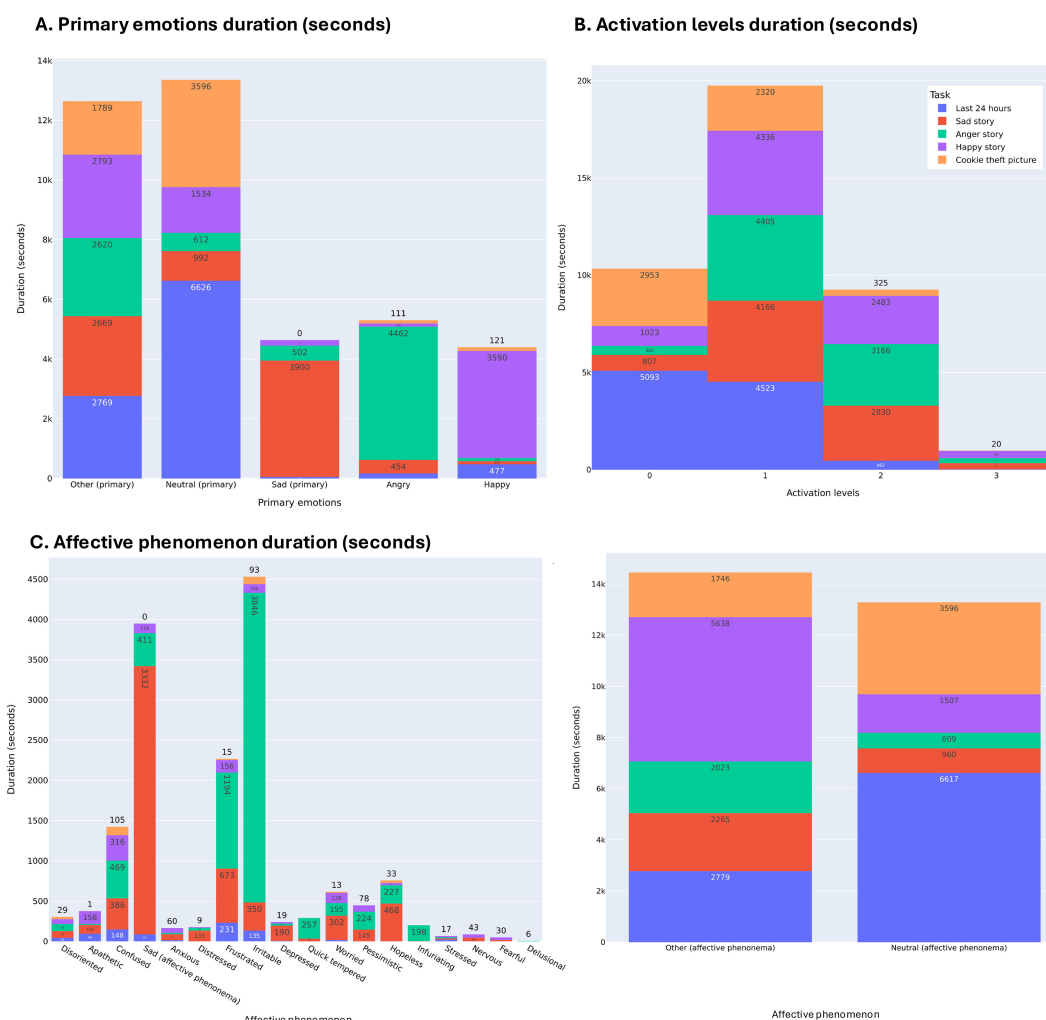 A. Primary emotions duration (seconds)
14k
12k
10k
8k
6k
4k
2k
0
Duration (seconds)
1789
2793
2620
2669
2769
3596
1534
612
992
6626
0
502
3900
111
4462
454
121
3590
477
Other (primary)
Neutral (primary)
Sad (primary)
Angry
Happy
Primary emotions
B. Activation levels duration (seconds)
20k
15k
10k
5k
0
Duration (seconds)
Task
Last 24 hours
Sad story
Anger story
Happy story
Cookie theft picture
2953
1023
807
5093
2320
4336
4405
4166
4523
325
2483
3166
2830
462
20
0
1
2
3
Activation levels
C. Affective phenomenon duration (seconds)
4500
4000
3500
3000
2500
2000
1500
1000
500
0
Duration (seconds)
29
1
158
105
316
469
386
148
0
411
3332
60
9
133
15
156
1194
673
231
93
3846
350
135
19
190
257
13
128
155
302
78
224
145
33
227
468
198
17
43
30
6
Disoriented
Apathetic
Confused
Sad (affective phenomena)
Anxious
Distressed
Frustrated
Irritable
Depressed
Quick tempered
Worried
Pessimistic
Hopeless
Infuriating
Stressed
Nervous
Fearful
Delusional
Affective phenomenon
14k
12k
10k
8k
6k
4k
2k
0
Duration (seconds)
1746
5638
2023
2265
2779
3596
1507
609
960
6617
Other (affective phenonema)
Neutral (affective phenonema)
Affective phenomenon